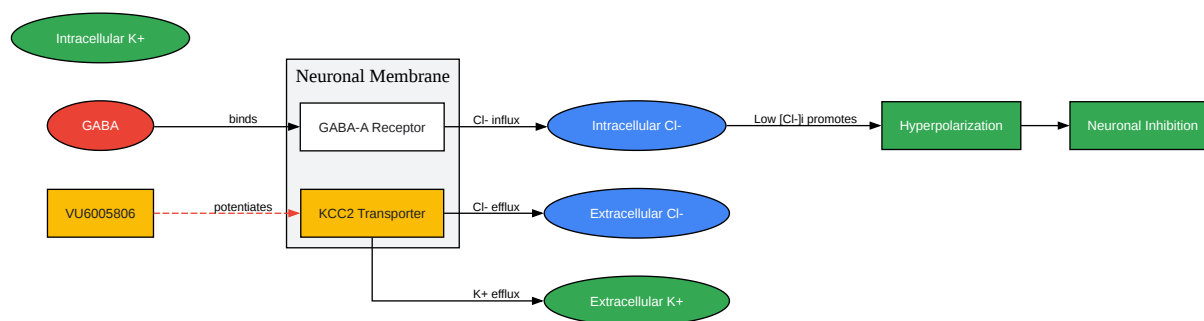 Intracellular K+
Neuronal Membrane
GABA
binds
GABA-A Receptor
Cl- influx
Intracellular Cl-
Low [Cl-]i promotes
Hyperpolarization
Neuronal Inhibition
VU6005806
potentiates
KCC2 Transporter
Cl- efflux
Extracellular Cl-
K+ efflux
Extracellular K+